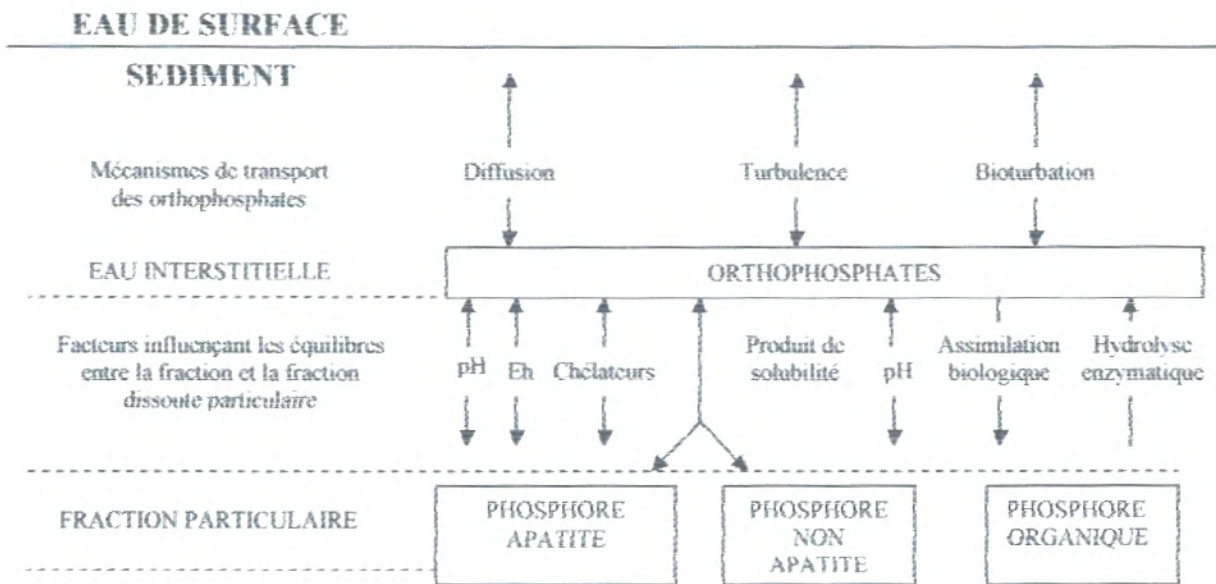 EAU DE SURFACE
SEDIMENT
Mécanismes de transport
des orthophosphates
Diffusion
Turbulence
Bioturbation
EAU INTERSTITIELLE
ORTHOPHOSPHATES
Facteurs influençant les équilibres
entre la fraction et la fraction
dissoute particulaire
pH
Eh
Chélateurs
Produit de
solubilité
pH
Assimilation
biologique
Hydrolyse
enzymatique
FRACTION PARTICULAIRE
PHOSPHORE
APATITE
PHOSPHORE
NON
APATITE
PHOSPHORE
ORGANIQUE